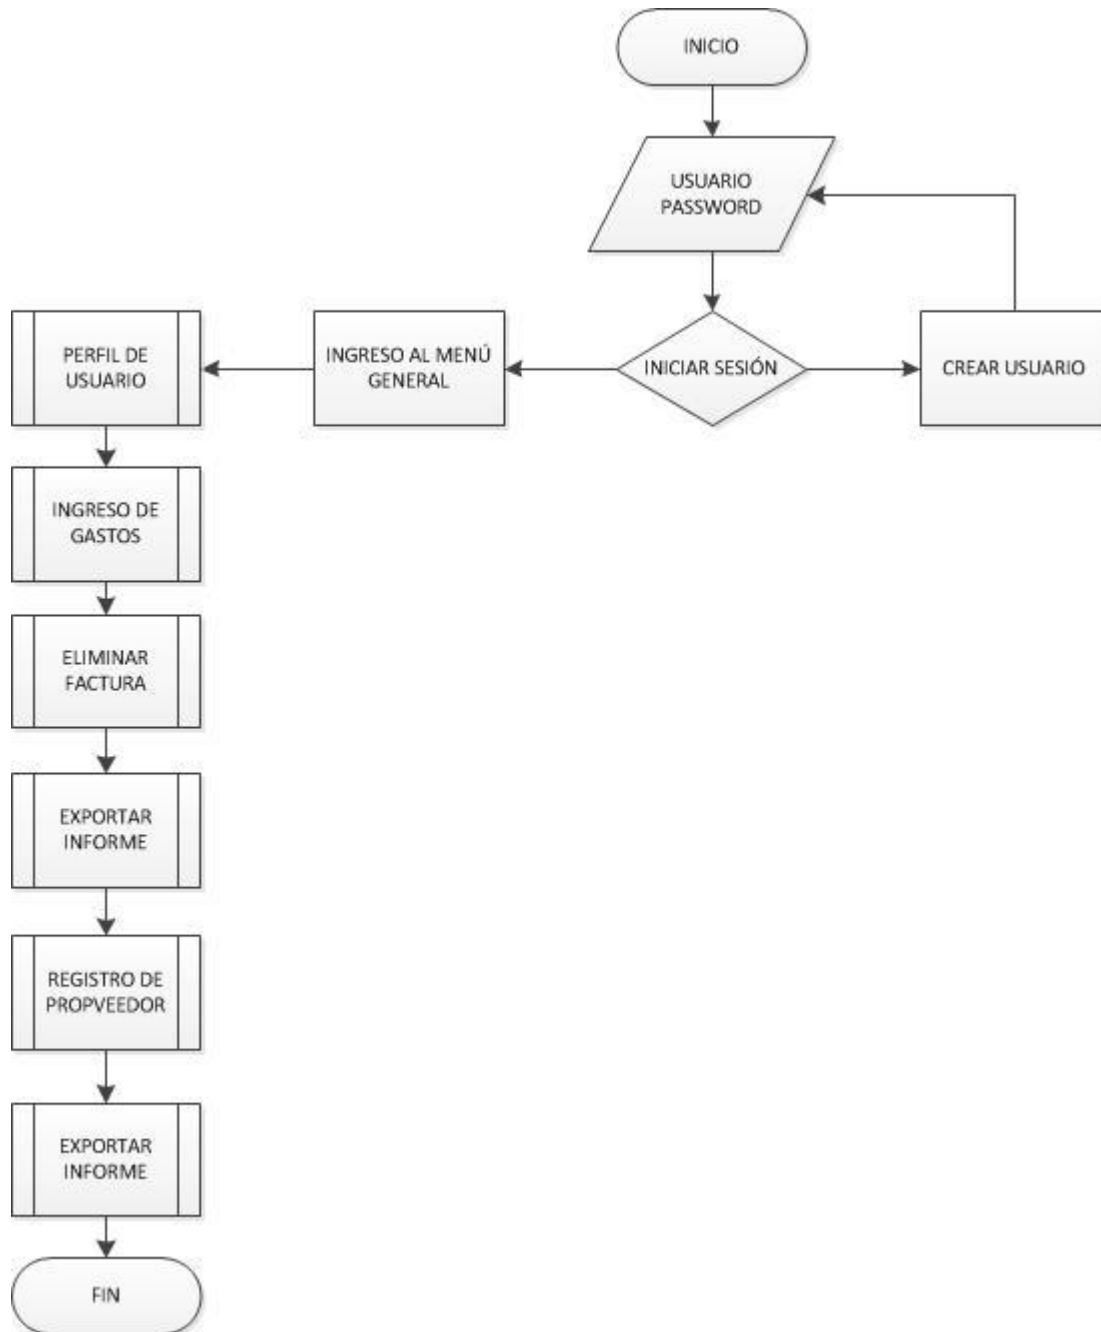 INICIO
USUARIO
PASSWORD
PERFIL DE
USUARIO
INGRESO AL MENÚ
GENERAL
INICIAR SESIÓN
CREAR USUARIO
INGRESO DE
GASTOS
ELIMINAR
FACTURA
EXPORTAR
INFORME
REGISTRO DE
PROPVEEDOR
EXPORTAR
INFORME
FIN